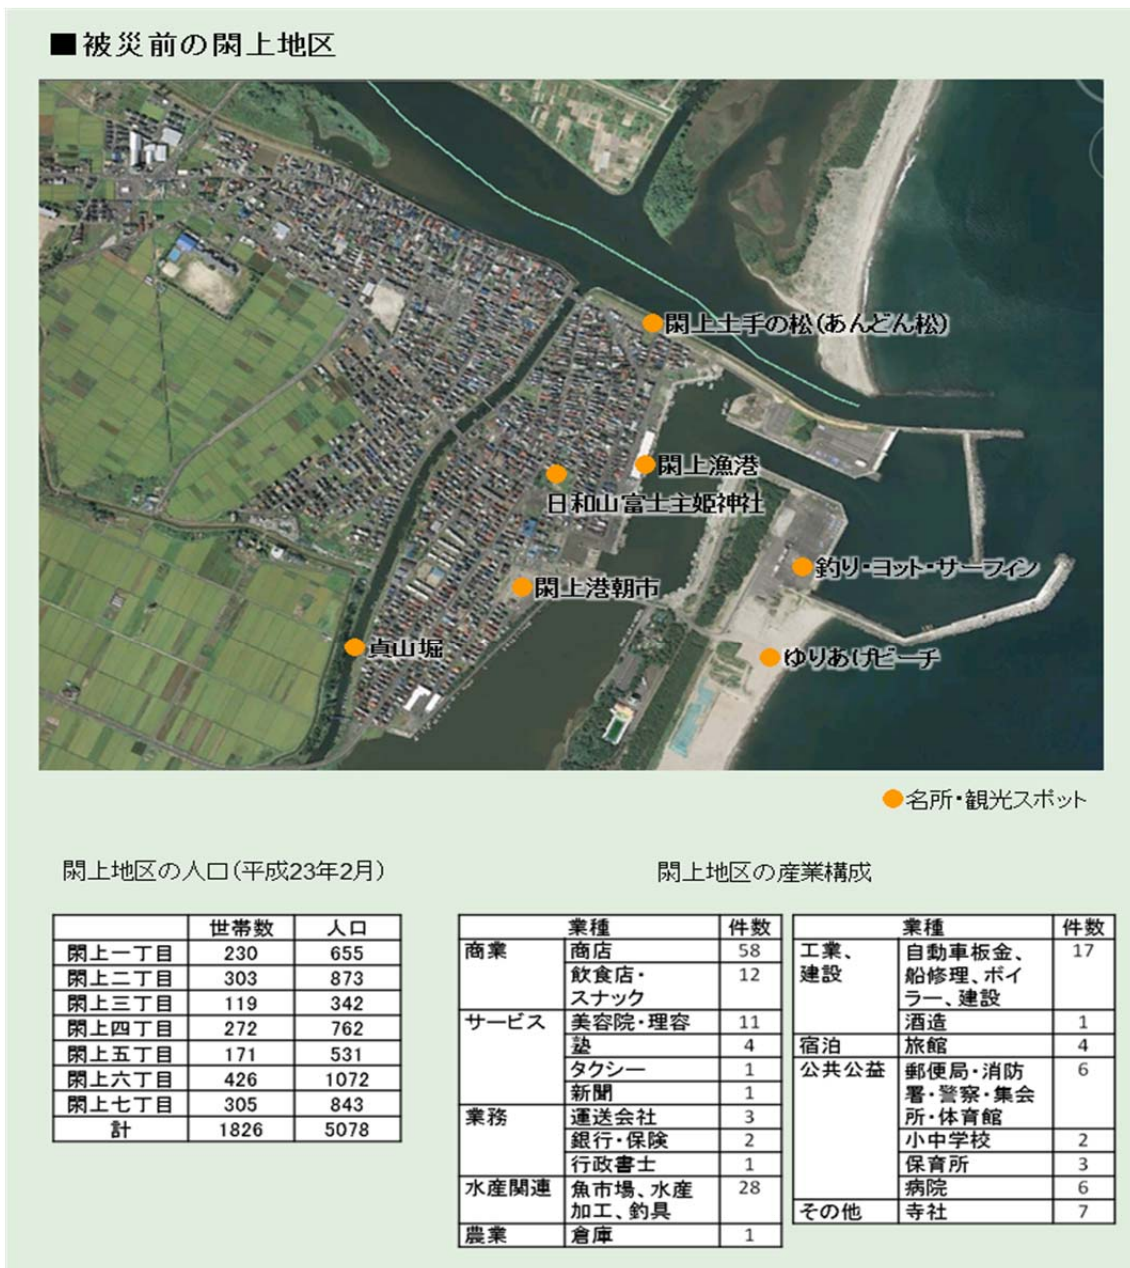 ■被災前の閖上地区
閖上土手の松(あんどん松)
閖上漁港
日和山富士主姫神社
釣り・ヨット・サーフィン
閖上港朝市
貞山堀
ゆりあげビーチ
名所・観光スポット
閖上地区の人口(平成23年2月)
世帯数 人口
閖上一丁目 230 655
閖上二丁目 303 873
閖上三丁目 119 342
閖上四丁目 272 762
閖上五丁目 171 531
閖上六丁目 426 1072
閖上七丁目 305 843
計 1826 5078
閖上地区の産業構成
業種 件数
商業 商店 58
飲食店・ 12
スナック
サービス 美容院・理容 11
塾 4
タクシー 1
新聞 1
業務 運送会社 3
銀行・保険 2
行政書士 1
水産関連 魚市場、水産 28
加工、釣具
農業 倉庫 1
業種 件数
工業、 自動車板金、 17
建設 船修理、ボイ
ラー、建設
酒造 1
宿泊 旅館 4
公共公益 郵便局・消防 6
署・警察・集会
所・体育館
小中学校 2
保育所 3
病院 6
その他 寺社 7